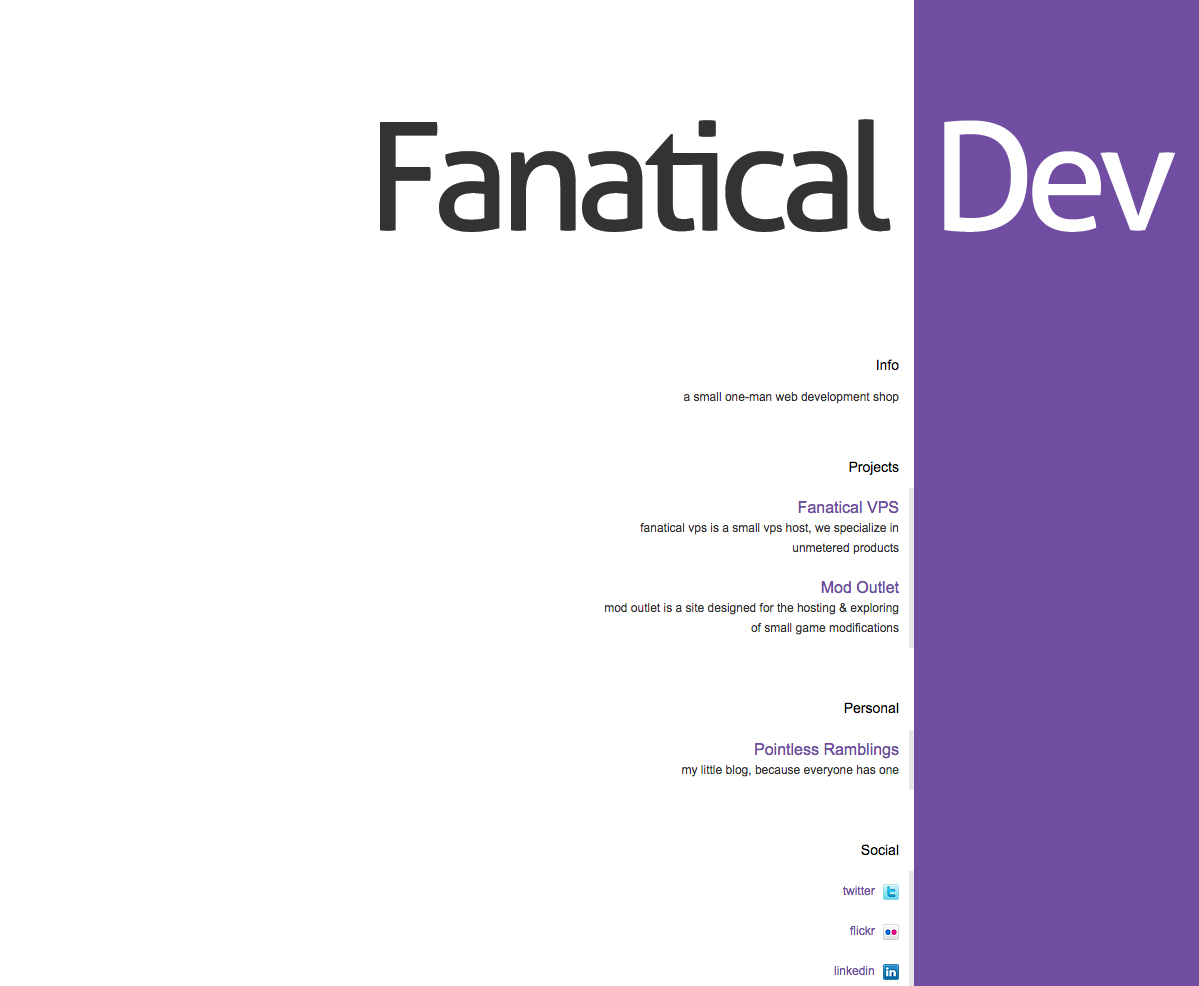 Fanatical Dev
Info
a small one-man web development shop
Projects
Fanatical VPS
fanatical vps is a small vps host, we specialize in
unmetered products
Mod Outlet
mod outlet is a site designed for the hosting & exploring
of small game modifications
Personal
Pointless Ramblings
my little blog, because everyone has one
Social
twitter
flickr
linkedin in